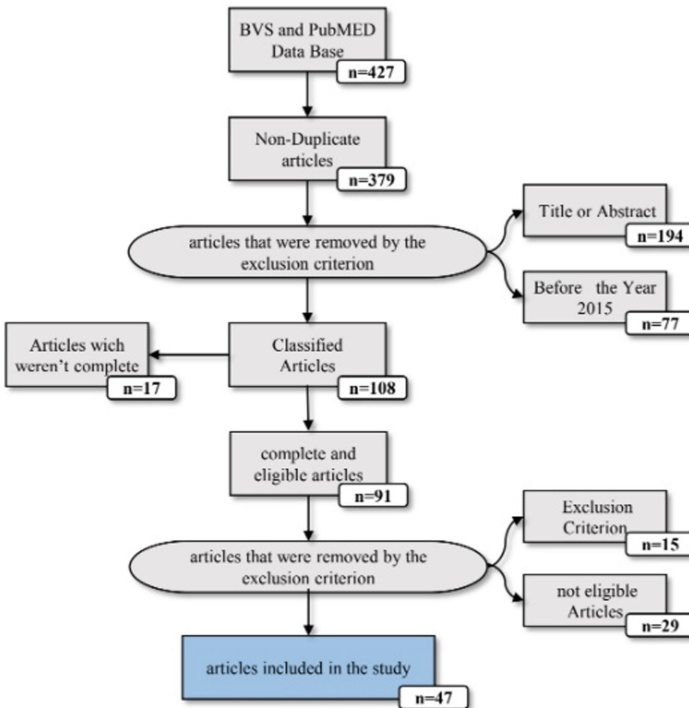 BVS and PubMED
Data Base
n=427
Non-Duplicate
articles
n=379
articles that were removed by the
exclusion criterion
Title or Abstract
n=194
Before the Year
2015
n=77
Articles wich
weren't complete
n=17
Classified
Articles
n=108
complete and
eligible articles
n=91
articles that were removed by the
exclusion criterion
Exclusion
Criterion
n=15
not eligible
Articles
n=29
articles included in the study
n=47